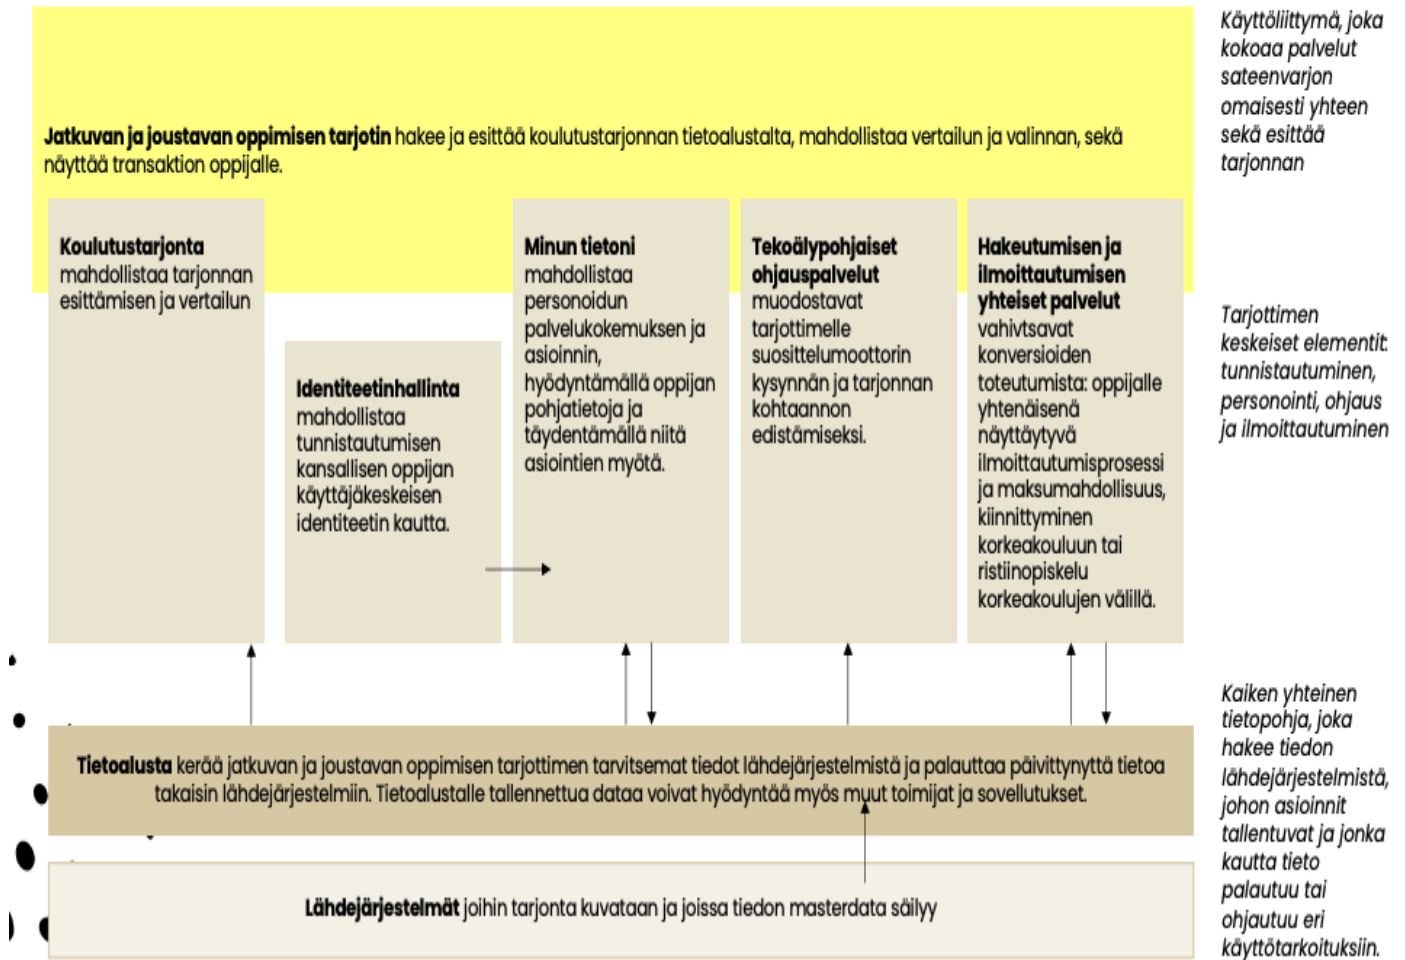 Jatkuvan ja joustavan oppimisen tarjotin hakee ja esittää koulutustarjonnan tietoalustalta, mahdollistaa vertailun ja valinnan, sekä
näyttää transaktion oppijalle.
Käyttöliittymä, joka
kokoaa palvelut
sateenvarjon
omaisesti yhteen
sekä esittää
tarjonnan
Koulutustarjonta
mahdollistaa tarjonnan
esittämisen ja vertailun
Identiteetinhallinta
mahdollistaa
tunnistautumisen
kansallisen oppijan
käyttäjäkeskeisen
identiteetin kautta.
Minun tietoni
mahdollistaa
personoidun
palvelukokemuksen ja
asioinnin,
hyödyntämällä oppijan
pohjatietoja ja
täydentämällä niitä
asiointien myötä.
Tekoälypohjaiset
ohjauspalvelut
muodostavat
tarjottimelle
suosittelumoottorin
kysynnän ja tarjonnan
kohtaannon
edistämiseksi.
Hakeutumisen ja
ilmoittautumisen
yhteiset palvelut
vahivtsavat
konversioiden
toteutumista: oppijalle
yhtenäisenä
näyttäytyvä
ilmoittautumisprosessi
ja maksumahdollisuus,
kiinnittyminen
korkeakouluun tai
ristiinopiskelu
korkeakoulujen välillä.
Tarjottimen
keskeiset elementit:
tunnistautuminen,
personointi, ohjaus
ja ilmoittautuminen
Tietoalusta kerää jatkuvan ja joustavan oppimisen tarjottimen tarvitsemat tiedot lähdejärjestelmistä ja palauttaa päivittynyttä tietoa
takaisin lähdejärjestelmiin. Tietoalustalle tallennettua dataa voivat hyödyntää myös muut toimijat ja sovellutukset.
Lähdejärjestelmät joihin tarjonta kuvataan ja joissa tiedon masterdata säilyy
Kaiken yhteinen
tietopohja, joka
hakee tiedon
lähdejärjestelmistä,
johon asioinnit
tallentuvat ja jonka
kautta tieto
palautuu tai
ohjautuu eri
käyttötarkoituksiin.